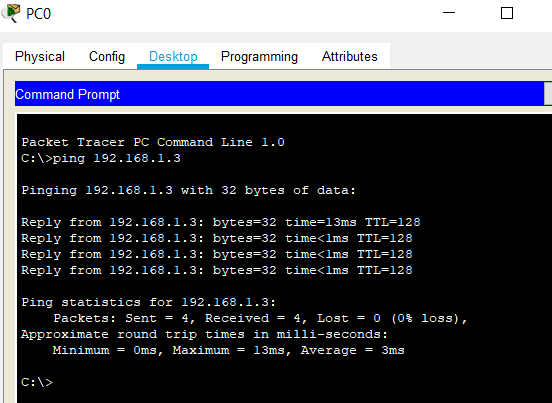 PC0
Physical Config Desktop Programming Attributes
Command Prompt
Packet Tracer PC Command Line 1.0
C:\>ping 192.168.1.3
Pinging 192.168.1.3 with 32 bytes of data:
Reply from 192.168.1.3: bytes=32 time=13ms TTL=128
Reply from 192.168.1.3: bytes=32 time<1ms TTL=128
Reply from 192.168.1.3: bytes=32 time<1ms TTL=128
Reply from 192.168.1.3: bytes=32 time<1ms TTL=128
Ping statistics for 192.168.1.3:
Packets: Sent = 4, Received = 4, Lost = 0 (0% loss),
Approximate round trip times in milli-seconds:
Minimum = 0ms, Maximum = 13ms, Average = 3ms
C:\>